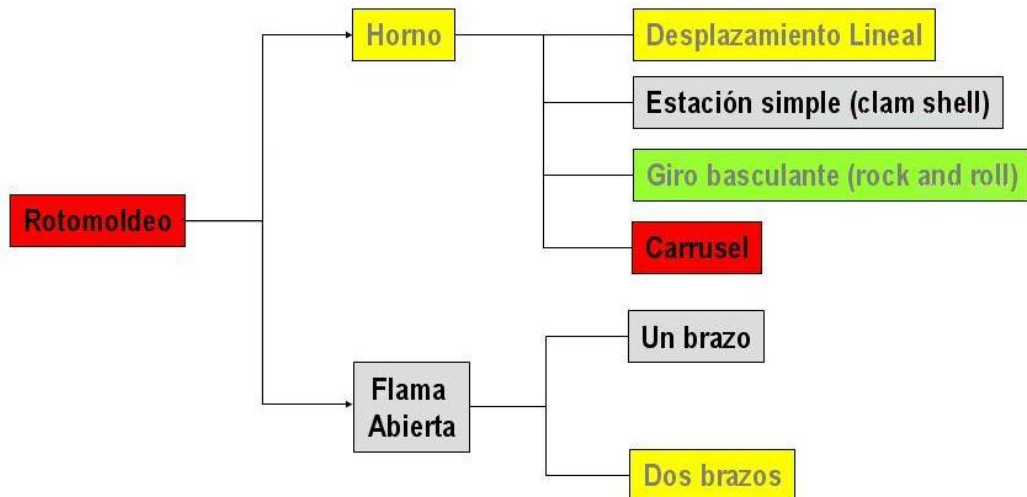 Horno
Desplazamiento Lineal
Estación simple (clam shell)
Giro basculante (rock and roll)
Rotomoldeo
Carrusel
Un brazo
Flama
Abierta
Dos brazos